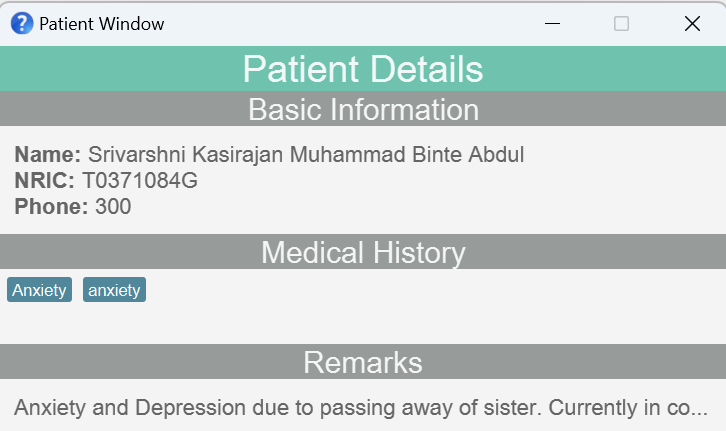 Patient Window
Patient Details
Basic Information
Name: Srivarshni Kasirajan Muhammad Binte Abdul
NRIC: T0371084G
Phone: 300
Medical History
Anxiety anxiety
Remarks
Anxiety and Depression due to passing away of sister. Currently in co...